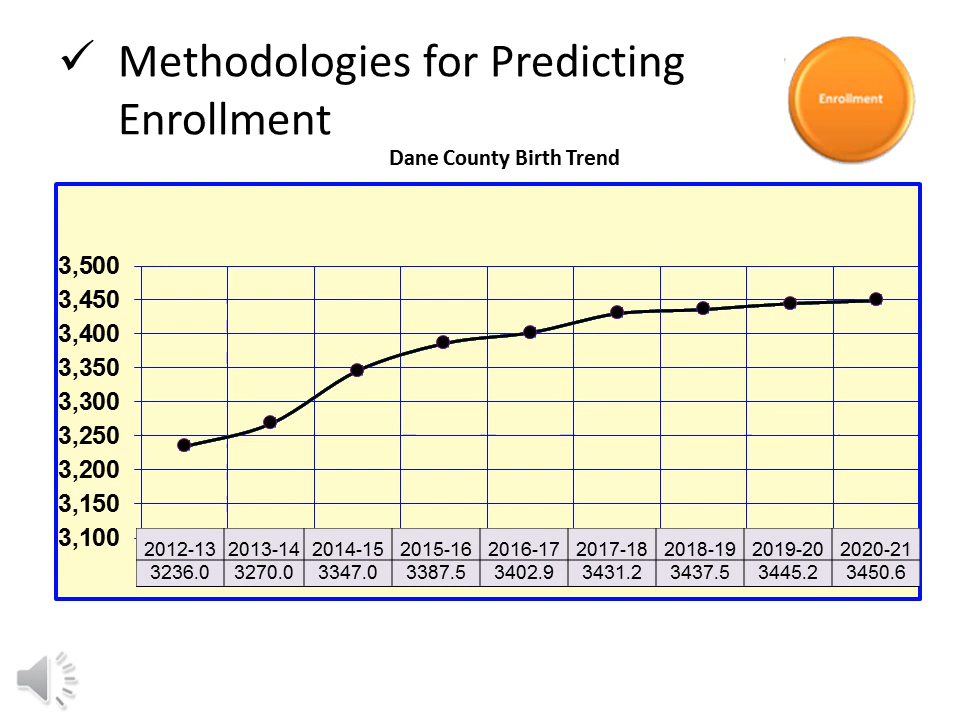 ✓ Methodologies for Predicting
Enrollment
Enrollment
Dane County Birth Trend
3,500
3,450
3,400
3,350
3,300
3,250
3,200
3,150
3,100
2012-13 2013-14 2014-15 2015-16 2016-17 2017-18 2018-19 2019-20 2020-21
3236.0 3270.0 3347.0 3387.5 3402.9 3431.2 3437.5 3445.2 3450.6